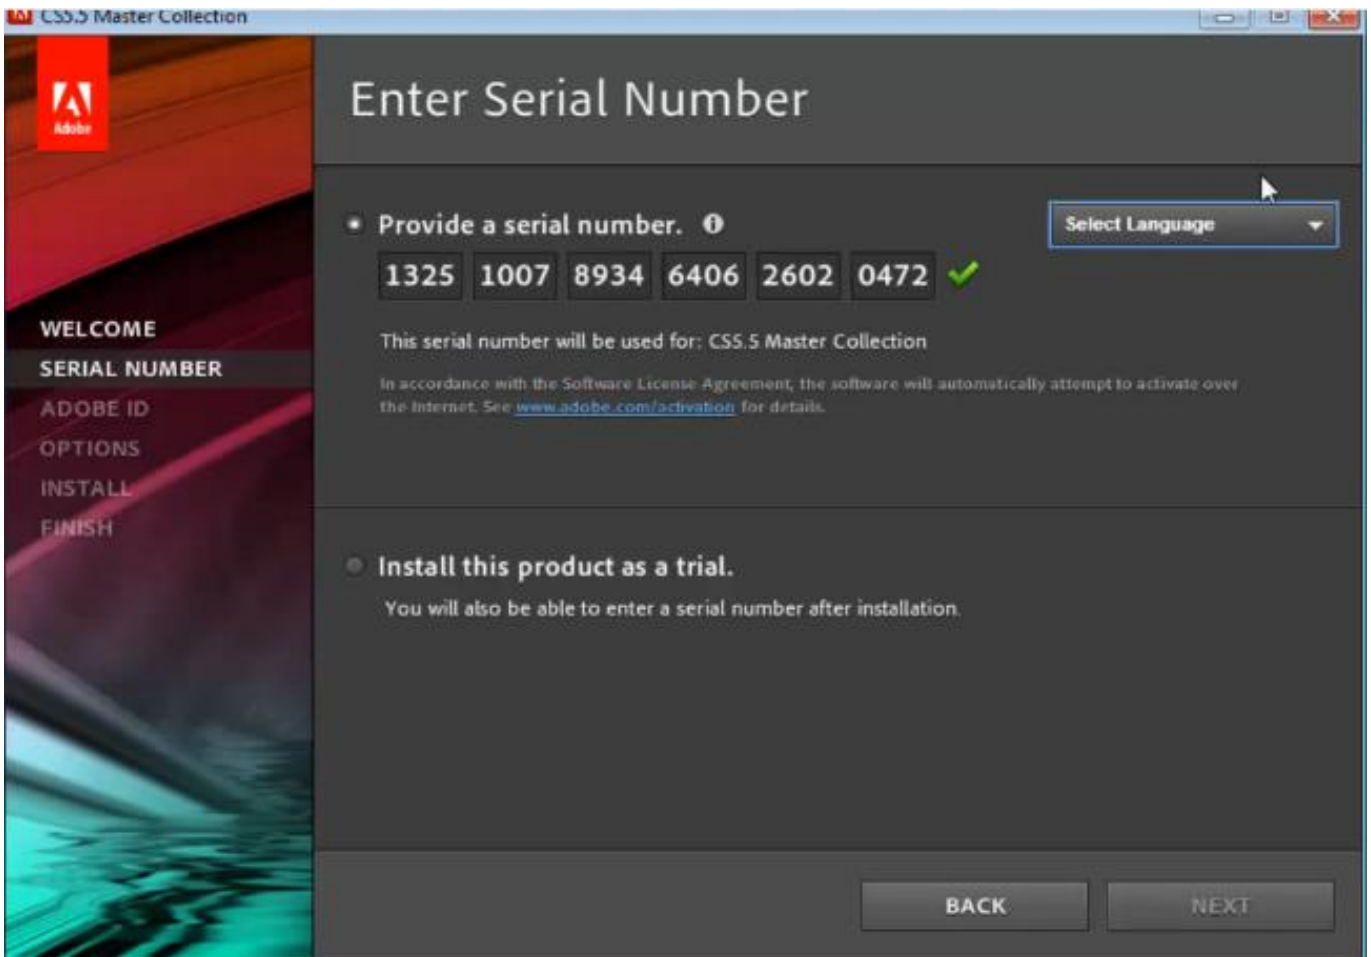 CS5.5 Master Collection
Adobe
Enter Serial Number
Provide a serial number.
Select Language
1325 1007 8934 6406 2602 0472
This serial number will be used for: CS5.5 Master Collection
In accordance with the Software License Agreement, the software will automatically attempt to activate over
the Internet. See www.adobe.com/activation for details.
WELCOME
SERIAL NUMBER
ADOBE ID
OPTIONS
INSTALL
FINISH
Install this product as a trial.
You will also be able to enter a serial number after installation.
BACK
NEXT